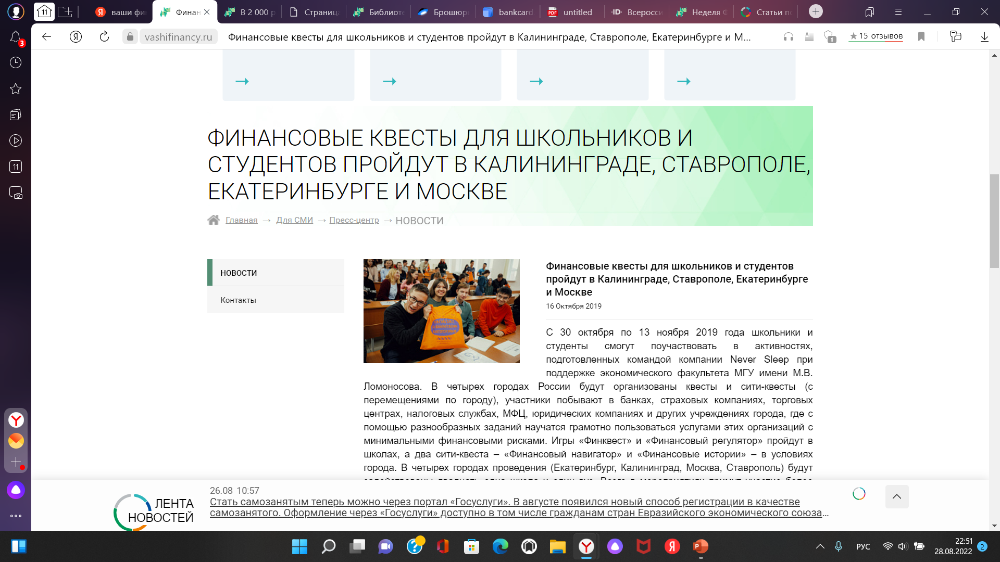 11
ваши фи
Финан
В 2 000 р
Страница
Библиоте
Брошюр
bankcard
untitled
Всеросси
Неделя Ф
Статьи п
3
vashifinancy.ru
Финансовые квесты для школьников и студентов пройдут в Калининграде, Ставрополе, Екатеринбурге и М...
1
15 отзывов
11
ФИНАНСОВЫЕ КВЕСТЫ ДЛЯ ШКОЛЬНИКОВ И
СТУДЕНТОВ ПРОЙДУТ В КАЛИНИНГРАДЕ, СТАВРОПОЛЕ,
ЕКАТЕРИНБУРГЕ И МОСКВЕ
Главная → Для СМИ → Пресс-центр → НОВОСТИ
НОВОСТИ
Контакты
Финансовые квесты для школьников и студентов
пройдут в Калининграде, Ставрополе, Екатеринбурге
и Москве
16 Октября 2019
С 30 октября по 13 ноября 2019 года школьники и
студенты смогут поучаствовать в активностях,
подготовленных командой компании Never Sleep при
поддержке экономического факультета МГУ имени М.В.
Ломоносова. В четырех городах России будут организованы квесты и сити-квесты (с
перемещениями по городу), участники побывают в банках, страховых компаниях, торговых
центрах, налоговых службах, МФЦ, юридических компаниях и других учреждениях города, где с
помощью разнообразных заданий научатся грамотно пользоваться услугами этих организаций с
минимальными финансовыми рисками. Игры «Финквест» и «Финансовый регулятор» пройдут в
школах, а два сити-квеста – «Финансовый навигатор» и «Финансовые истории» – в условиях
города. В четырех городах проведения (Екатеринбург, Калининград, Москва, Ставрополь) будут
ЛЕНТА
НОВОСТЕЙ
26.08 10:57
Стать самозанятым теперь можно через портал «Госуслуги». В августе появился новый способ регистрации в качестве
самозанятого. Оформление через «Госуслуги» доступно в том числе гражданам стран Евразийского экономического союза...
РУС
22:51
28.08.2022
2